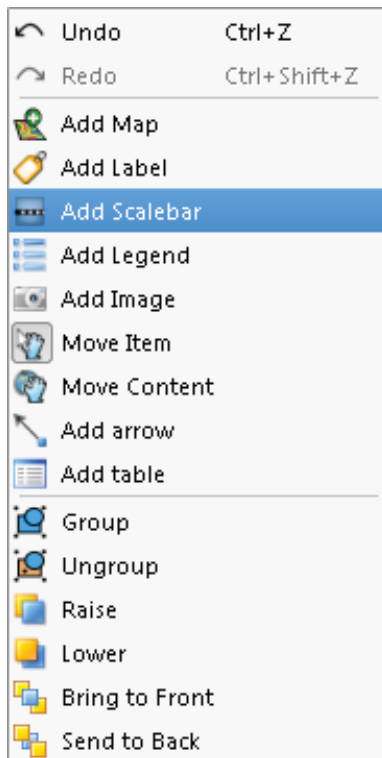 Undo Ctrl+Z
Redo Ctrl+Shift+Z
Add Map
Add Label
Add Scalebar
Add Legend
Add Image
Move Item
Move Content
Add arrow
Add table
Group
Ungroup
Raise
Lower
Bring to Front
Send to Back